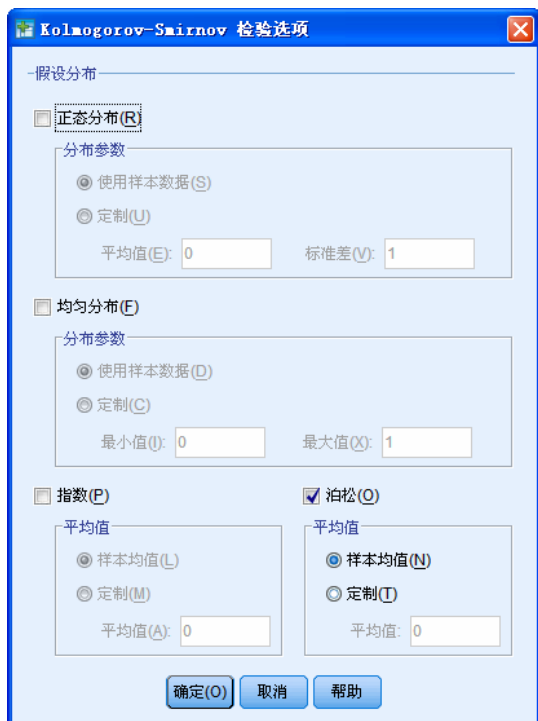 Kolmogorov-Smirnov 检验选项
假设分布
正态分布(R)
分布参数
使用样本数据(S)
定制(U)
平均值(E): 0 标准差(V): 1
均匀分布(F)
分布参数
使用样本数据(D)
定制(C)
最小值(I): 0 最大值(X): 1
指数(P) 泊松(O)
平均值 平均值
样本均值(L) 样本均值(N)
定制(M) 定制(T)
平均值(A): 0 平均值: 0
确定(O) 取消 帮助